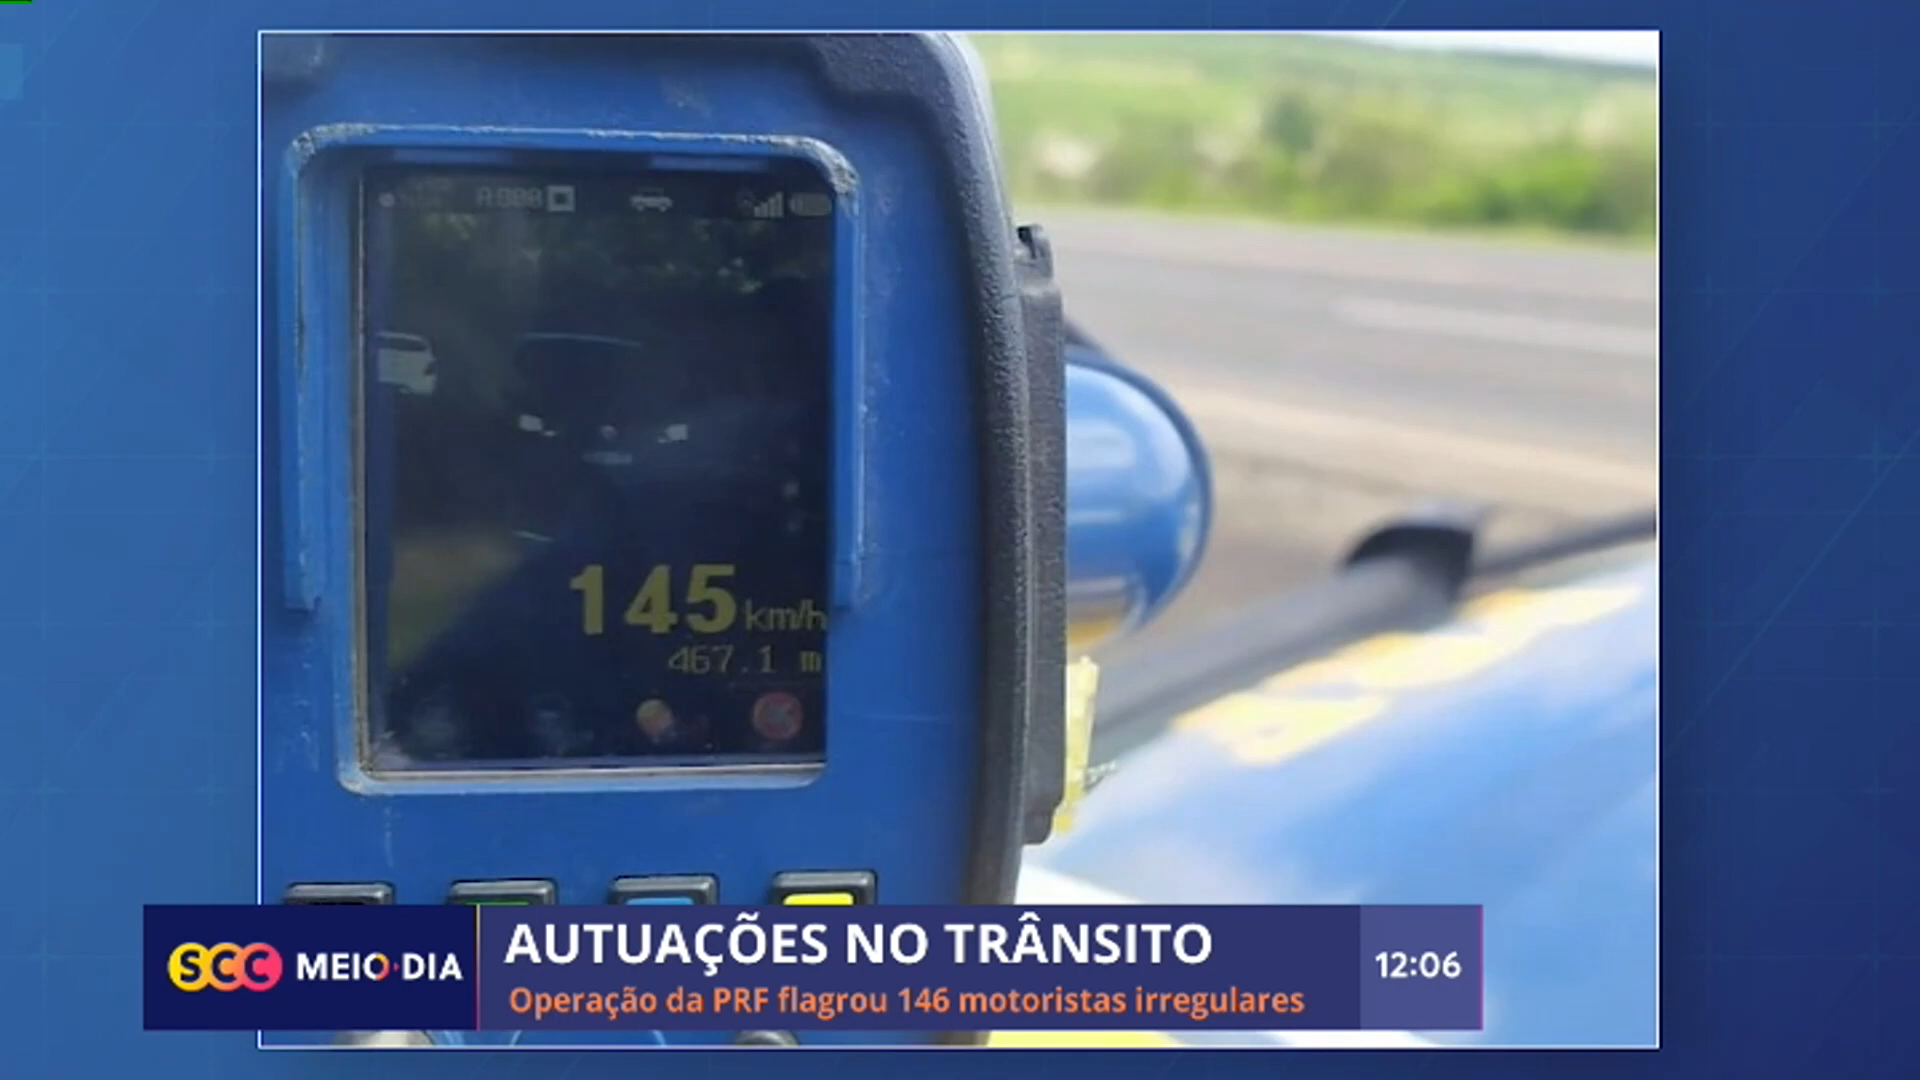 145 km/h
467.1 m
SCC MEIO-DIA
AUTUAÇÕES NO TRÂNSITO
Operação da PRF flagrou 146 motoristas irregulares
12:06